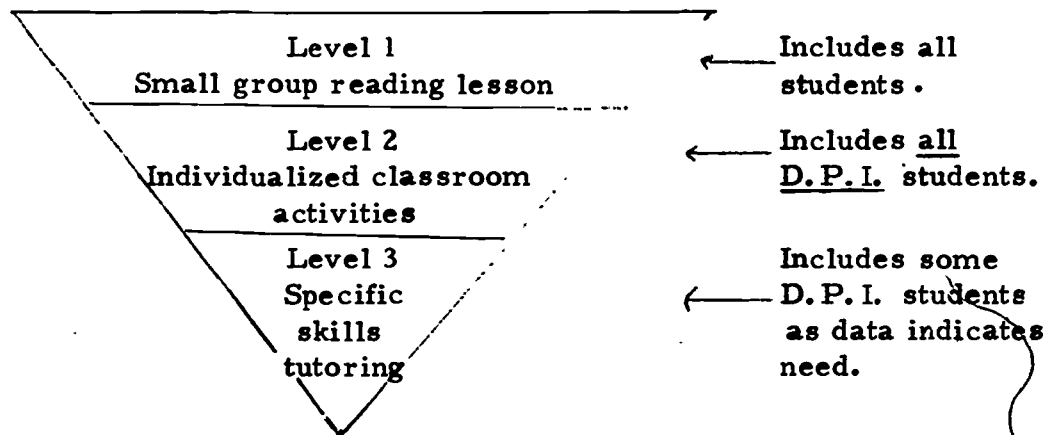 Level 1
Small group reading lesson
Includes all
students.
Level 2
Individualized classroom
activities
Includes all
D.P.I. students.
Level 3
Specific
skills
tutoring
Includes some
D.P.I. students
as data indicates
need.